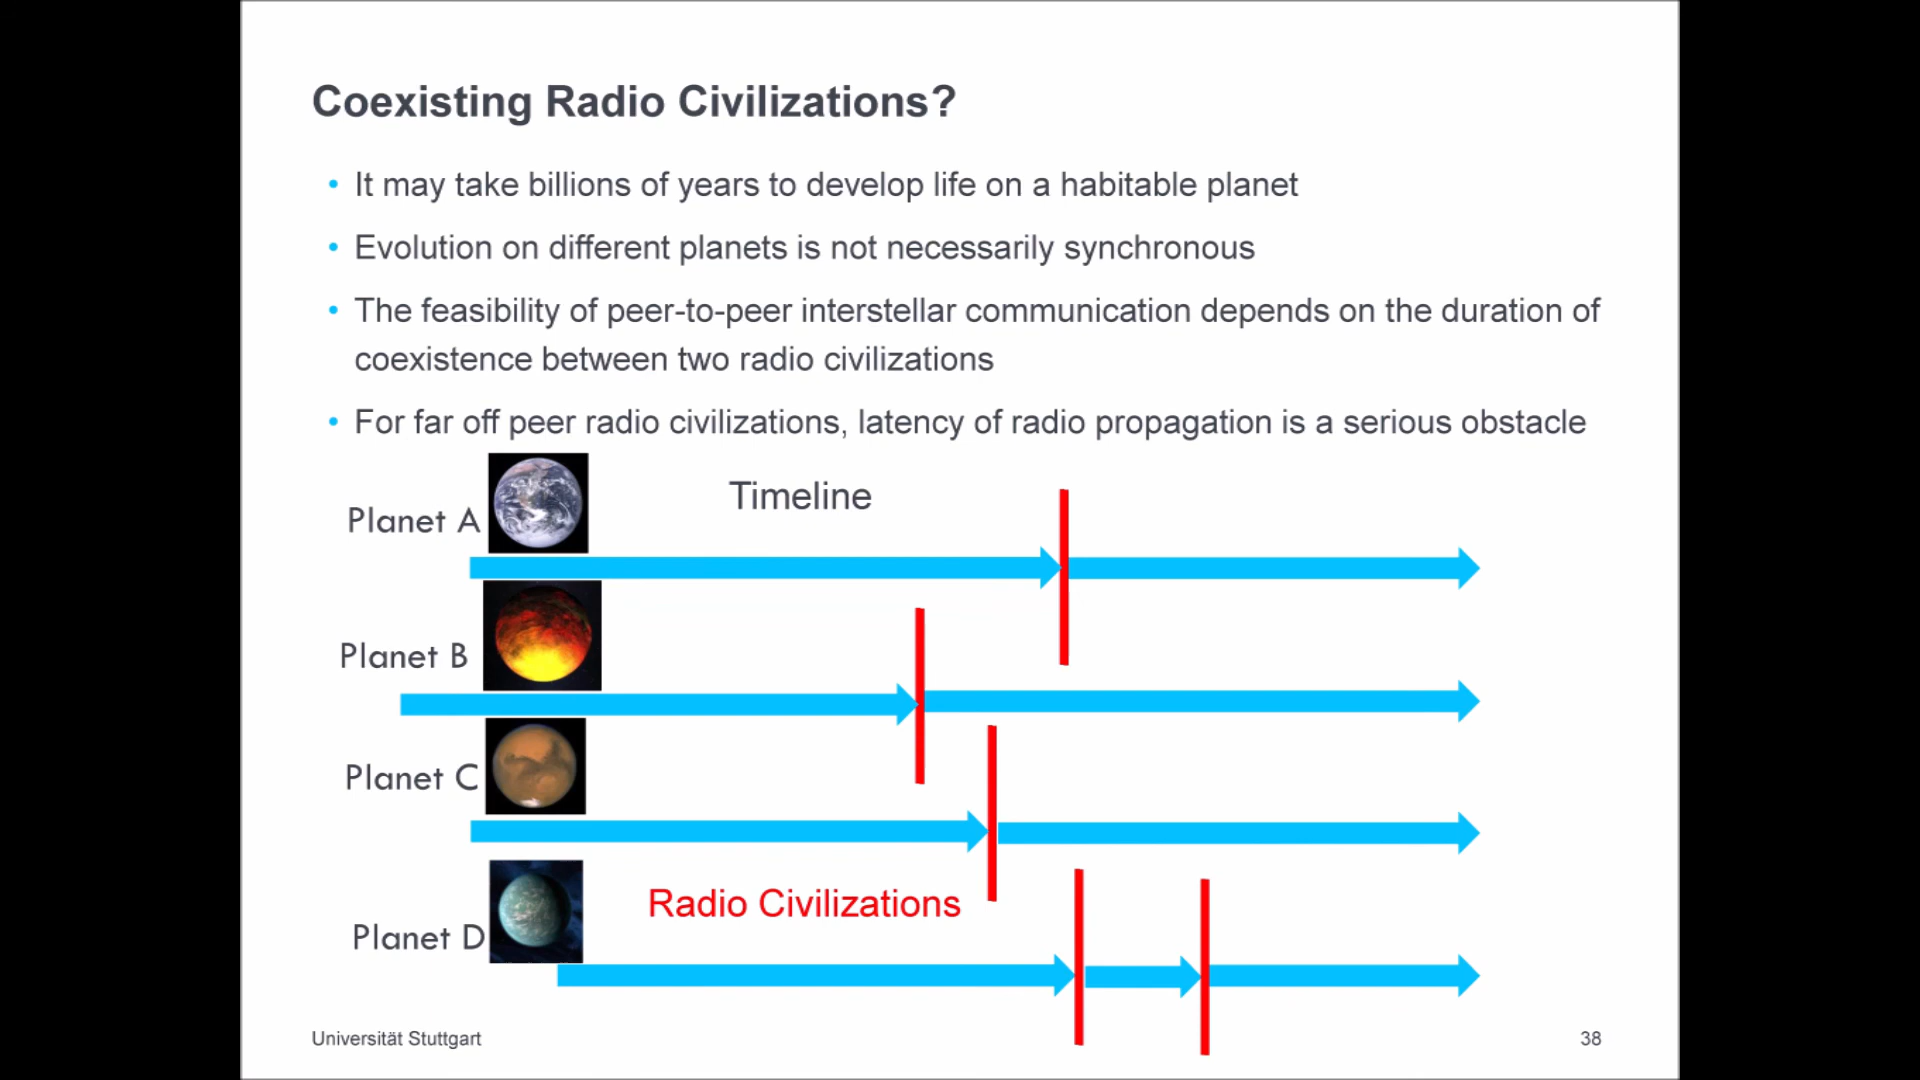 Coexisting Radio Civilizations?
• It may take billions of years to develop life on a habitable planet
• Evolution on different planets is not necessarily synchronous
• The feasibility of peer-to-peer interstellar communication depends on the duration of
coexistence between two radio civilizations
• For far off peer radio civilizations, latency of radio propagation is a serious obstacle
Timeline
Planet A
Planet B
Planet C
Radio Civilizations
Planet D
Universität Stuttgart
38